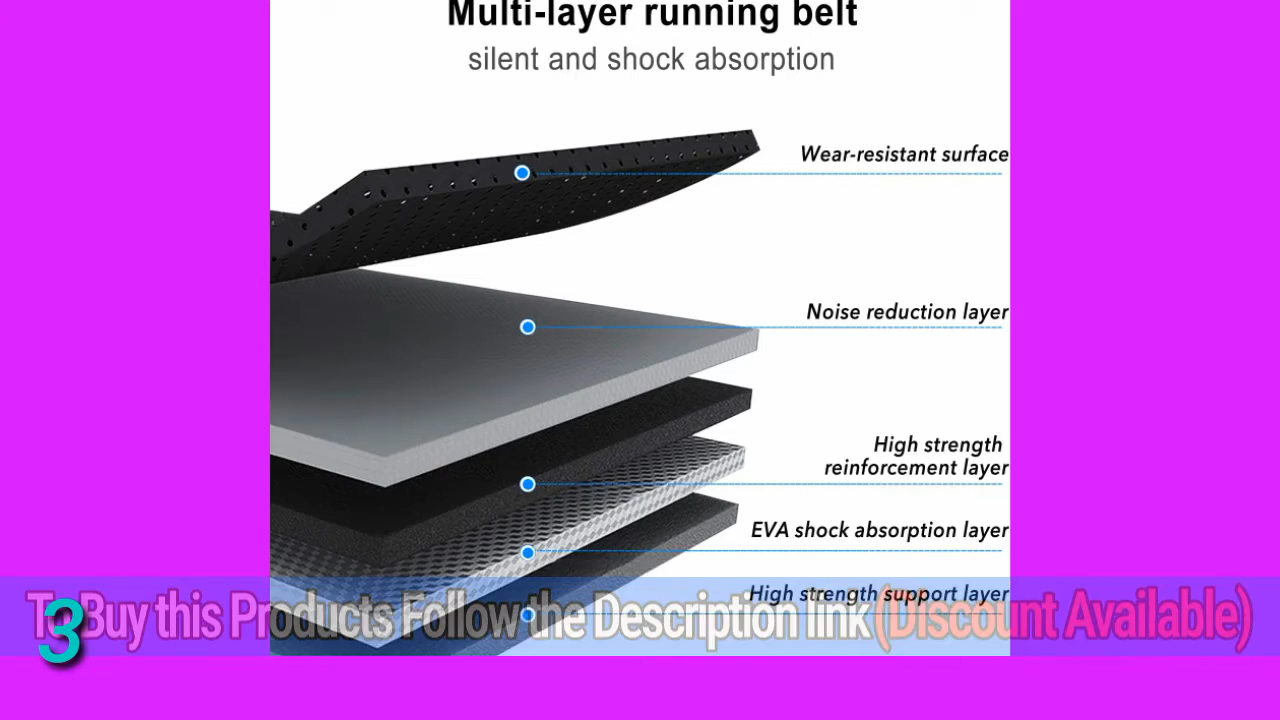 Multi-layer running belt
silent and shock absorption
Wear-resistant surface
Noise reduction layer
High strength
reinforcement layer
EVA shock absorption layer
High strength support layer
To Buy this Products Follow the Description link (Discount Available)
3